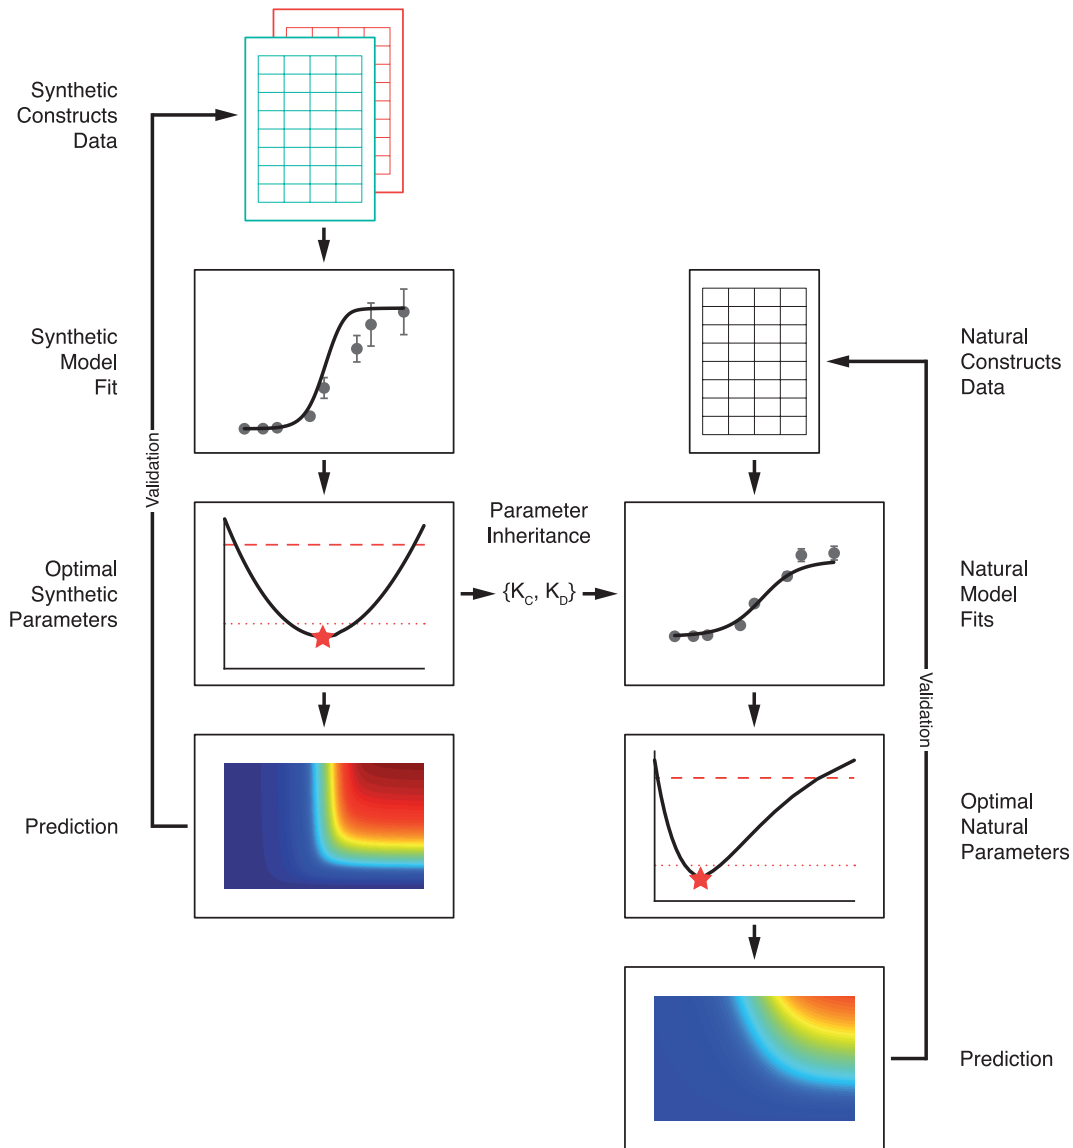 Synthetic
Constructs
Data
Synthetic
Model
Fit
Validation
Optimal
Synthetic
Parameters
Prediction
Parameter
Inheritance
{K_C, K_D}
Natural
Constructs
Data
Natural
Model
Fits
Validation
Optimal
Natural
Parameters
Prediction